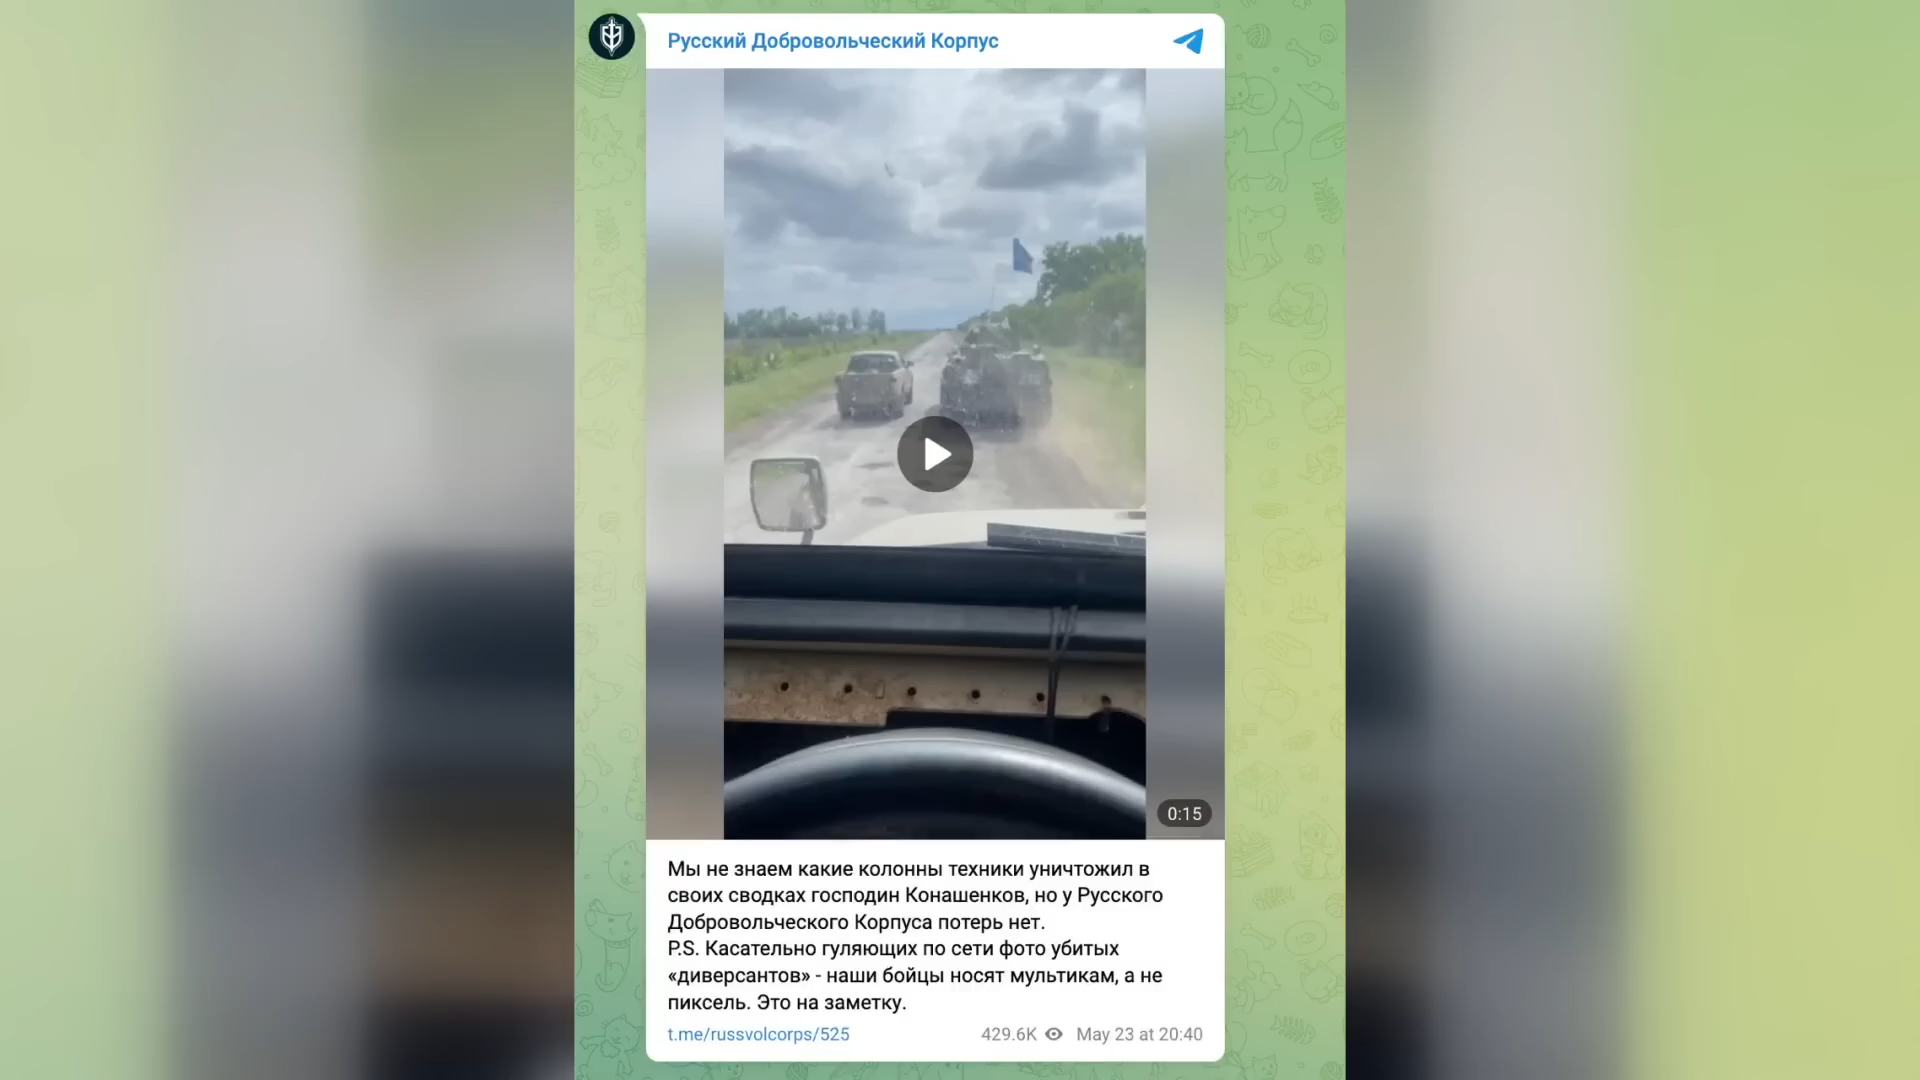 Русский Добровольческий Корпус
0:15
Мы не знаем какие колонны техники уничтожил в
своих сводках господин Конашенков, но у Русского
Добровольческого Корпуса потерь нет.
P.S. Касательно гуляющих по сети фото убитых
«диверсантов» - наши бойцы носят мультикам, а не
пиксель. Это на заметку.
t.me/russvolcorps/525
429.6K May 23 at 20:40